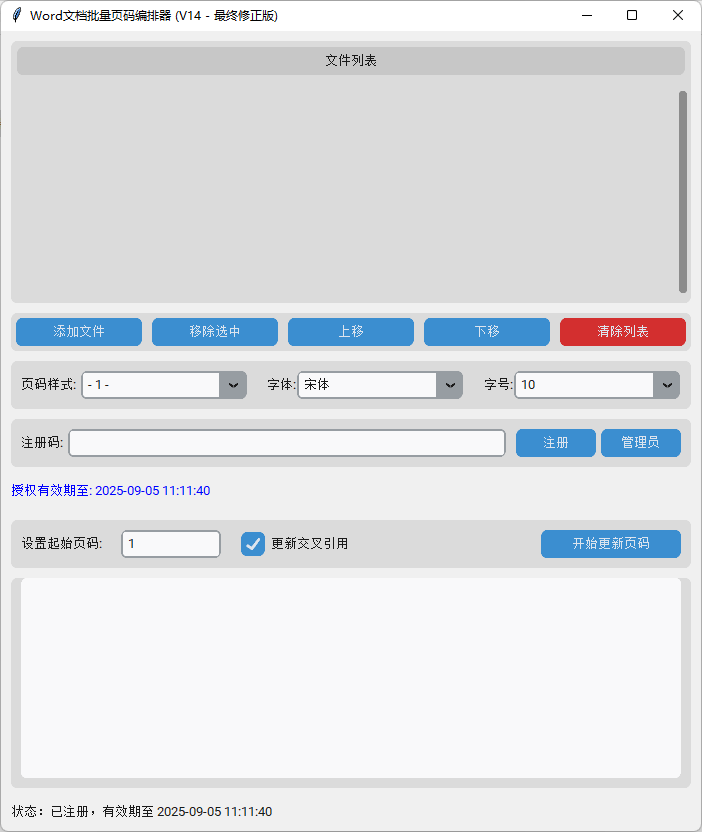 Word文档批量页码编排器 (V14 - 最终修正版)
文件列表
添加文件 移除选中 上移 下移 清除列表
页码样式: - 1 - 字体: 宋体 字号: 10
注册码: 注册 管理员
授权有效期至: 2025-09-05 11:11:40
设置起始页码: 1 更新交叉引用 开始更新页码
状态：已注册，有效期至 2025-09-05 11:11:40